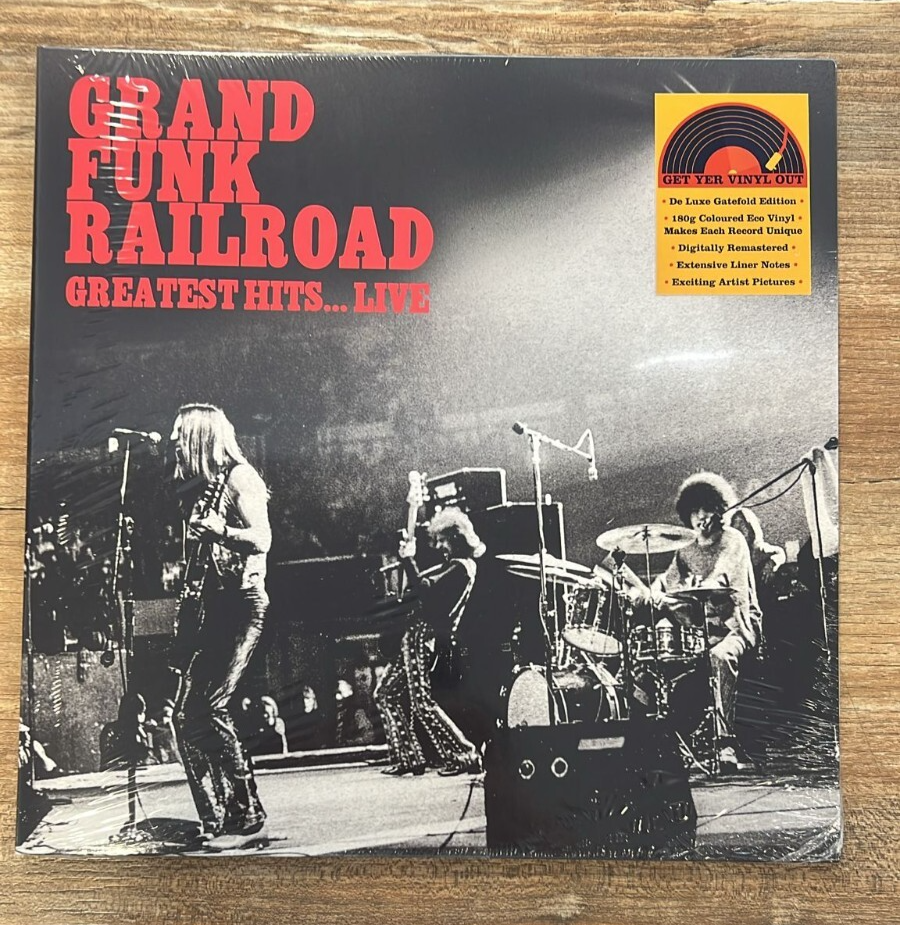 GRAND
FUNK
RAILROAD
GREATEST HITS... LIVE
GET YER VINYL OUT
• De Luxe Gatefold Edition •
• 180g Coloured Eco Vinyl •
Makes Each Record Unique
• Digitally Remastered •
• Extensive Liner Notes •
• Exciting Artist Pictures •